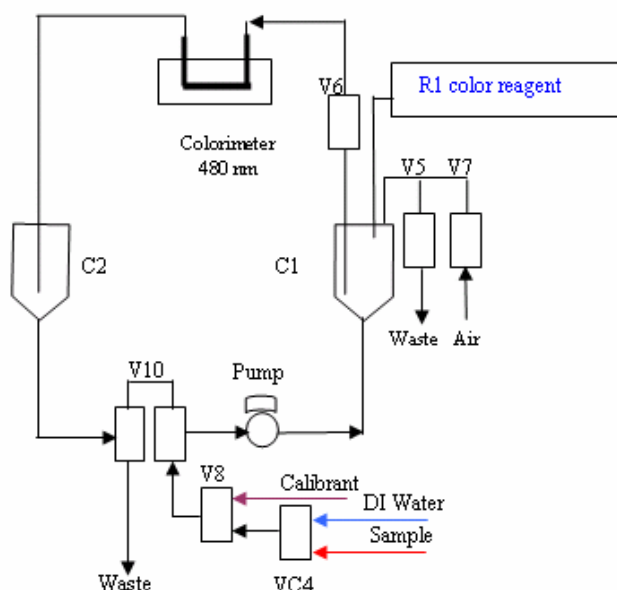 V6
R1 color reagent
Colorimeter
480 nm
V5
V7
C2
C1
Waste
Air
V10
Pump
V8
Calibrant
DI Water
Sample
Waste
VC4